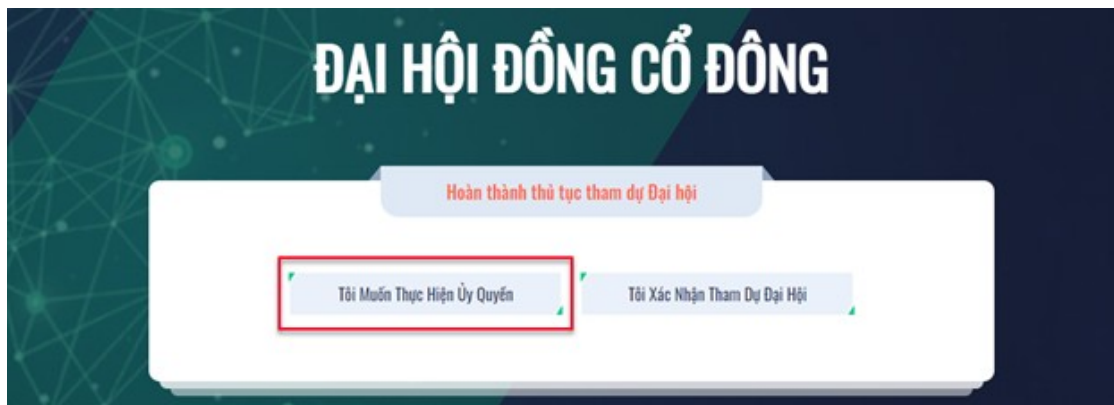 ĐẠI HỘI ĐỒNG CỔ ĐÔNG
Hoàn thành thủ tục tham dự Đại hội
Tôi Muốn Thực Hiện Ủy Quyền
Tôi Xác Nhận Tham Dự Đại Hội